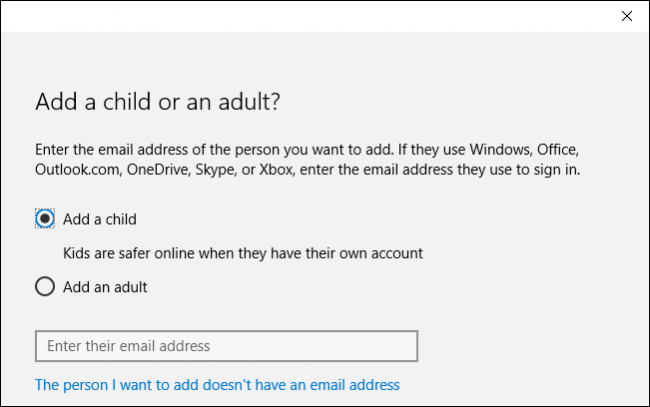 Add a child or an adult?
Enter the email address of the person you want to add. If they use Windows, Office,
Outlook.com, OneDrive, Skype, or Xbox, enter the email address they use to sign in.
Add a child
Kids are safer online when they have their own account
Add an adult
Enter their email address
The person I want to add doesn't have an email address